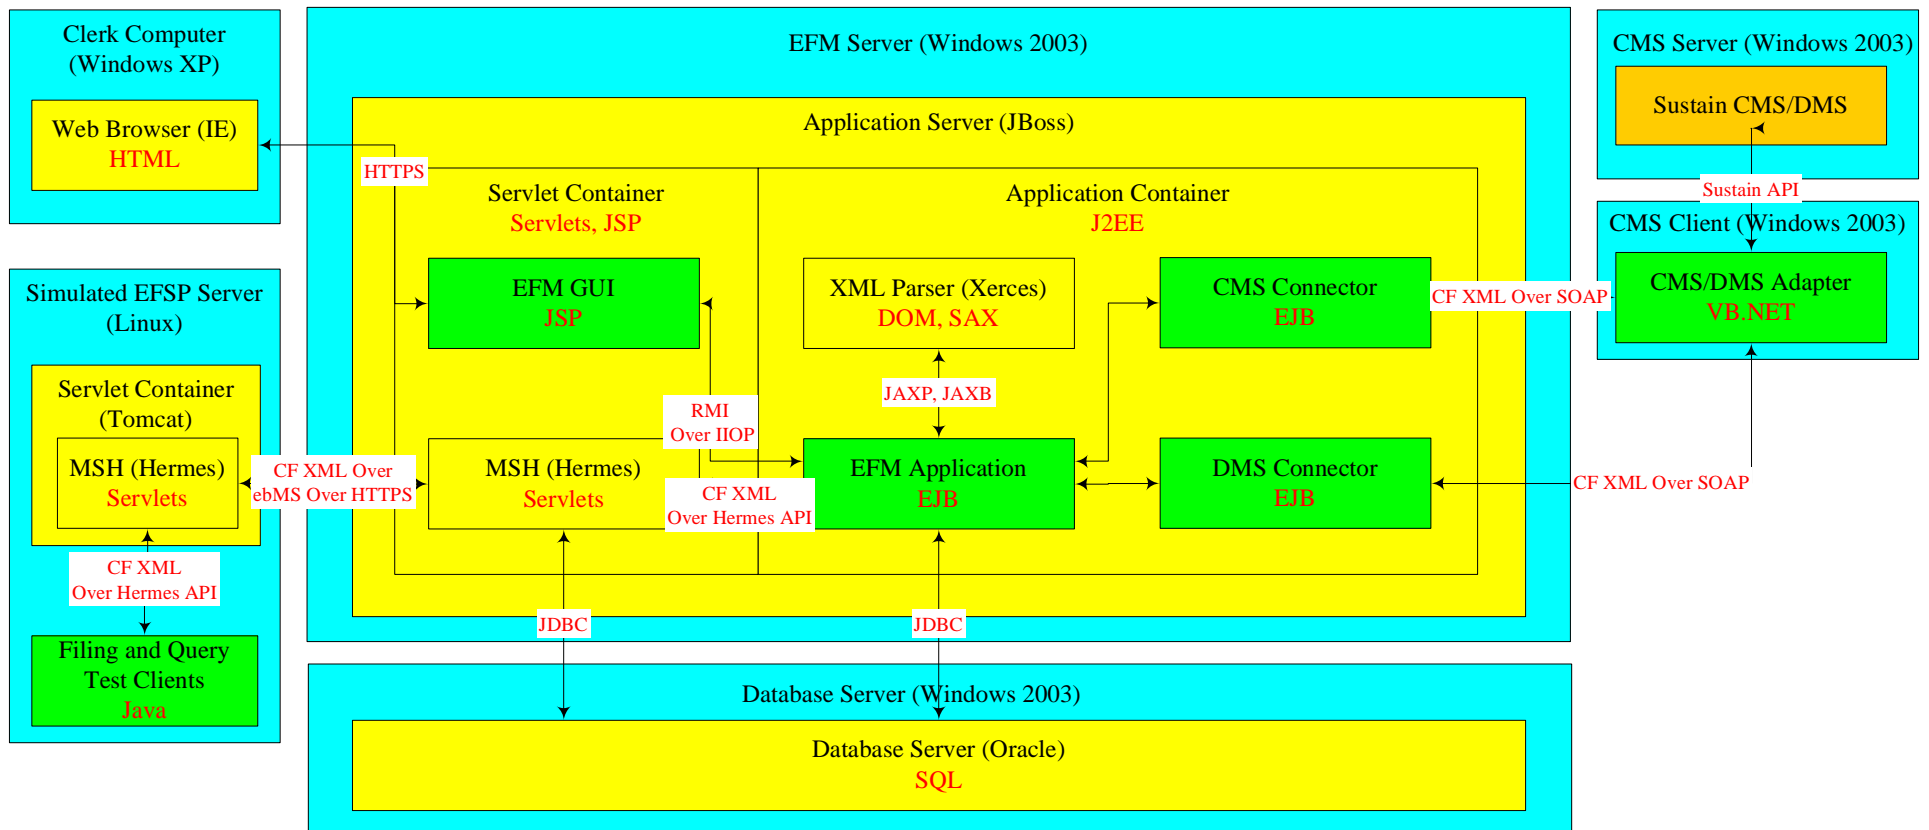 Clerk Computer
(Windows XP)
Web Browser (IE)
HTML
Simulated EFSP Server
(Linux)
Servlet Container
(Tomcat)
MSH (Hermes)
Servlets
CF XML
Over Hermes API
Filing and Query
Test Clients
Java
HTTPS
CF XML Over
ebMS Over HTTPS
EFM Server (Windows 2003)
Application Server (JBoss)
Servlet Container
Servlets, JSP
EFM GUI
JSP
RMI
Over IIOP
MSH (Hermes)
Servlets
CF XML
Over Hermes API
Application Container
J2EE
XML Parser (Xerces)
DOM, SAX
JAXP, JAXB
EFM Application
EJB
CMS Connector
EJB
DMS Connector
EJB
JDBC
JDBC
Database Server (Windows 2003)
Database Server (Oracle)
SQL
CMS Server (Windows 2003)
Sustain CMS/DMS
Sustain API
CMS Client (Windows 2003)
CMS/DMS Adapter
VB.NET
CF XML Over SOAP
CF XML Over SOAP